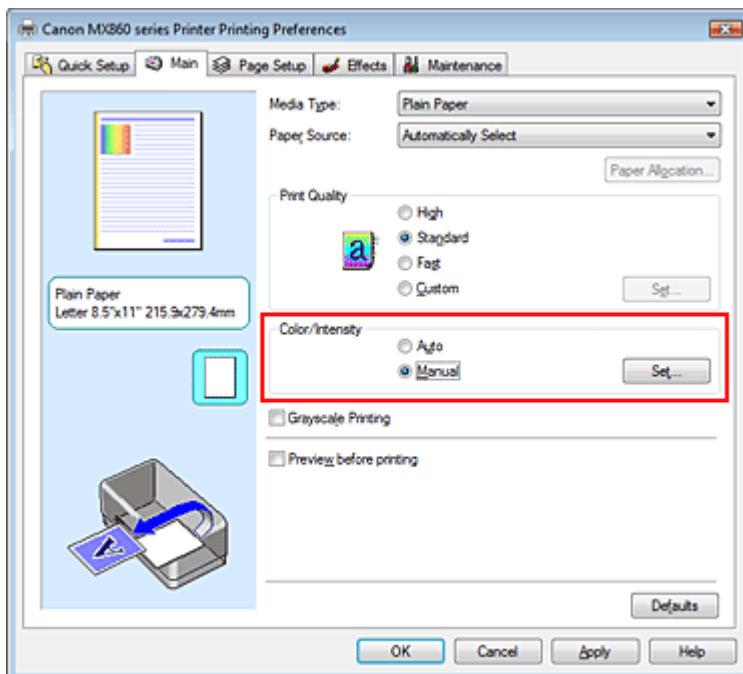 Canon MX860 series Printer Printing Preferences
Quick Setup Main Page Setup Effects Maintenance
Media Type: Plain Paper
Paper Source: Automatically Select
Paper Allocation...
Print Quality
High
a Standard
Fast
Custom Set...
Plain Paper
Letter 8.5"x11" 215.9x279.4mm
Color/Intensity
Auto
Manual Set...
Grayscale Printing
Preview before printing
A
Defaults
OK Cancel Apply Help